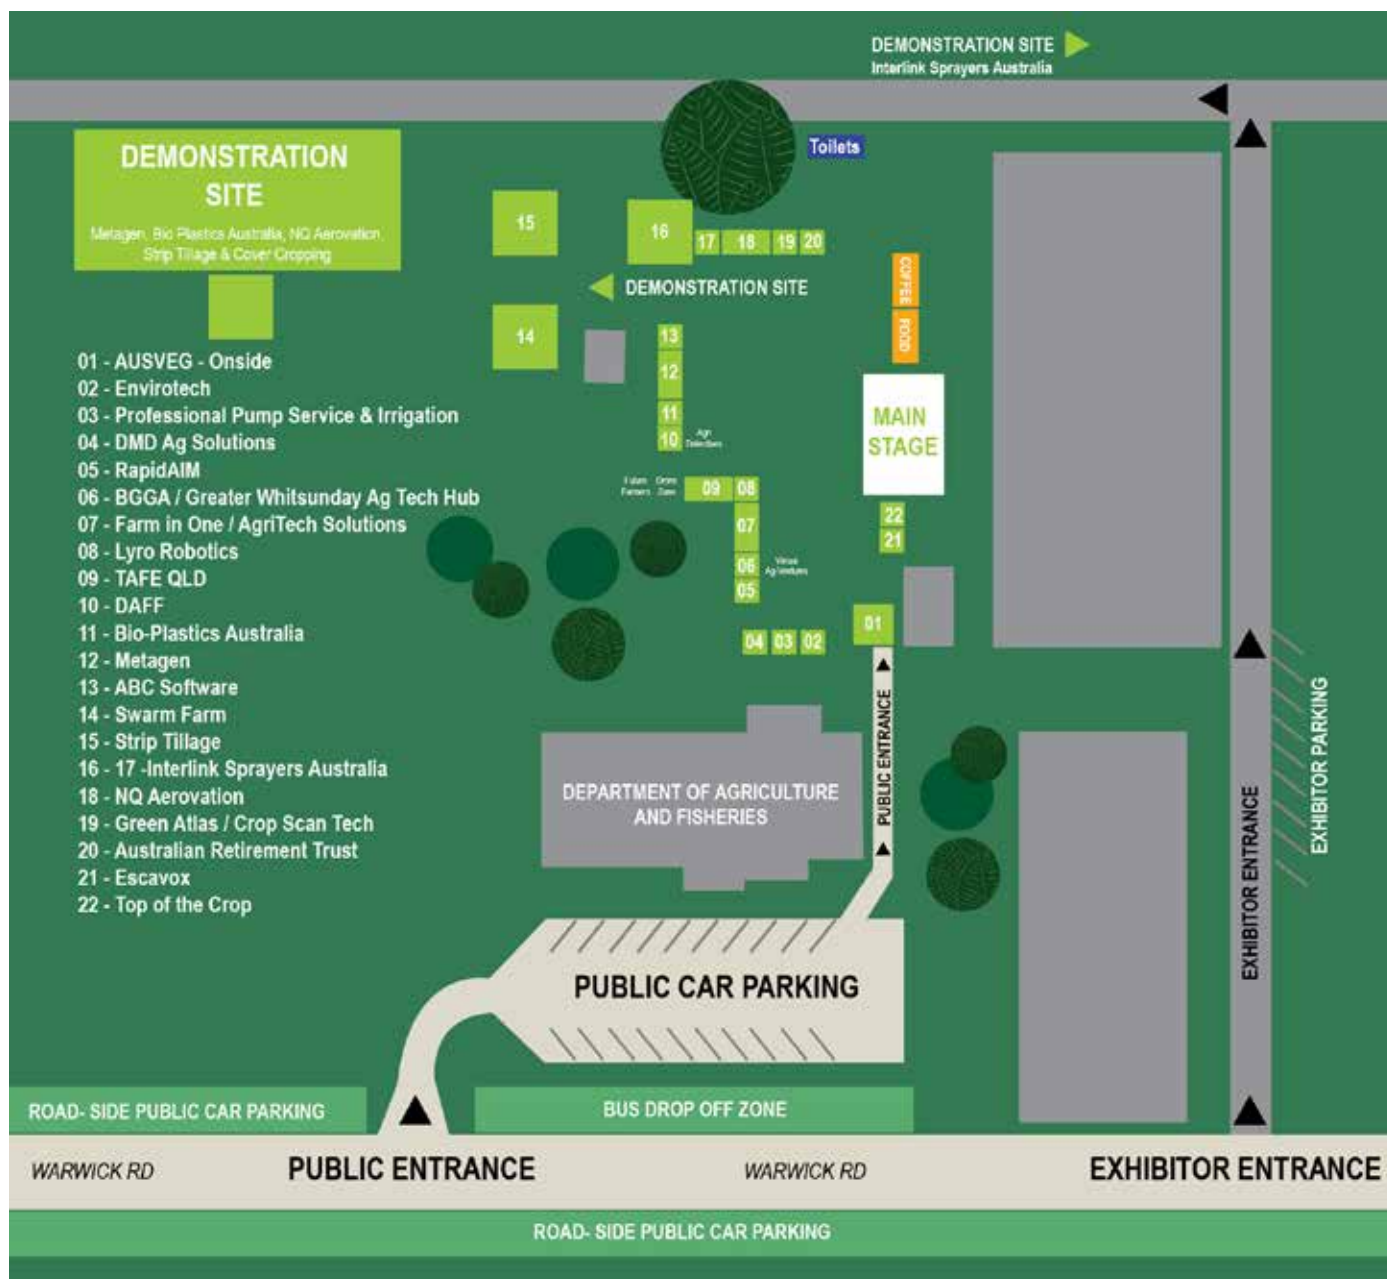 DEMONSTRATION SITE
Interlink Sprayers Australia
DEMONSTRATION
SITE
Metagen, Bio Plastics Australia, NQ Aerovation,
Strip Tillage & Cover Cropping
Toilets
15
16
17
18
19
20
DEMONSTRATION SITE
COFFEE
FOOD
14
13
12
11
10
MAIN
STAGE
09
08
07
06
05
22
21
01
04
03
02
01 - AUSVEG - Onside
02 - Envirotech
03 - Professional Pump Service & Irrigation
04 - DMD Ag Solutions
05 - RapidAIM
06 - BGGA / Greater Whitsunday Ag Tech Hub
07 - Farm in One / AgriTech Solutions
08 - Lyro Robotics
09 - TAFE QLD
10 - DAFF
11 - Bio-Plastics Australia
12 - Metagen
13 - ABC Software
14 - Swarm Farm
15 - Strip Tillage
16 - 17 -Interlink Sprayers Australia
18 - NQ Aerovation
19 - Green Atlas / Crop Scan Tech
20 - Australian Retirement Trust
21 - Escavox
22 - Top of the Crop
PUBLIC ENTRANCE
EXHIBITOR PARKING
EXHIBITOR ENTRANCE
DEPARTMENT OF AGRICULTURE
AND FISHERIES
PUBLIC CAR PARKING
ROAD- SIDE PUBLIC CAR PARKING
BUS DROP OFF ZONE
WARWICK RD
PUBLIC ENTRANCE
WARWICK RD
EXHIBITOR ENTRANCE
ROAD- SIDE PUBLIC CAR PARKING